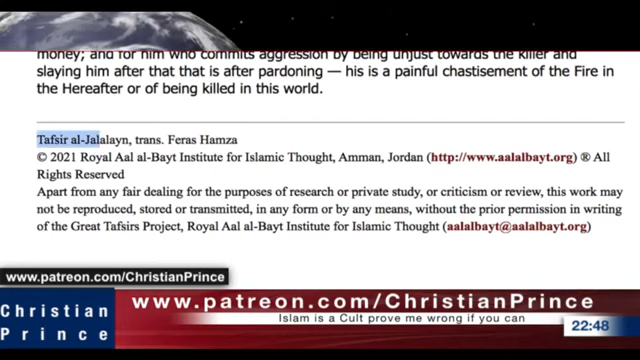 money; and for him who commits aggression by being unjust towards the killer and
slaying him after that that is after pardoning — his is a painful chastisement of the Fire in
the Hereafter or of being killed in this world.
Tafsir al-Jalalayn, trans. Feras Hamza
© 2021 Royal Aal al-Bayt Institute for Islamic Thought, Amman, Jordan (http://www.aalalbayt.org) ® All
Rights Reserved
Apart from any fair dealing for the purposes of research or private study, or criticism or review, this work may
not be reproduced, stored or transmitted, in any form or by any means, without the prior permission in writing
of the Great Tafsirs Project, Royal Aal al-Bayt Institute for Islamic Thought (aalalbayt@aalalbayt.org)
www.patreon.com/ChristianPrince
Christian
Prince
www.patreon.com/ChristianPrince
Islam is a Cult prove me wrong if you can
22:48